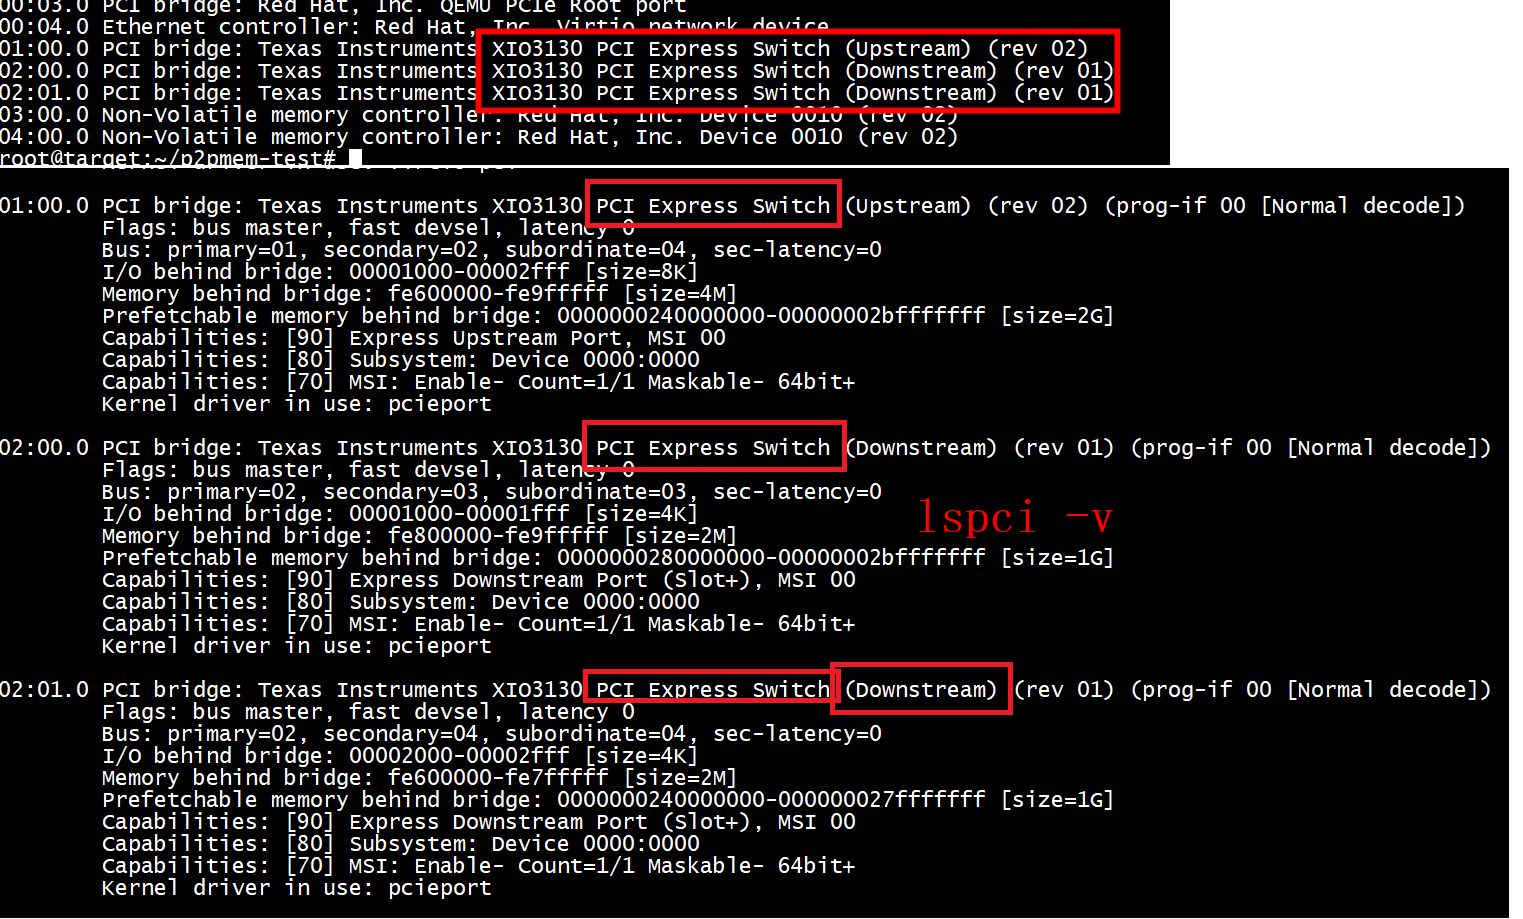 00:03.0 PCI bridge: Red Hat, Inc. QEMU PCIe Root port
00:04.0 Ethernet controller: Red Hat, Inc. Virtio network device
01:00.0 PCI bridge: Texas Instruments XIO3130 PCI Express Switch (Upstream) (rev 02)
02:00.0 PCI bridge: Texas Instruments XIO3130 PCI Express Switch (Downstream) (rev 01)
02:01.0 PCI bridge: Texas Instruments XIO3130 PCI Express Switch (Downstream) (rev 01)
03:00.0 Non-Volatile memory controller: Red Hat, Inc. Device 0010 (rev 02)
04:00.0 Non-Volatile memory controller: Red Hat, Inc. Device 0010 (rev 02)
root@target:~/p2pmem-test#
01:00.0 PCI bridge: Texas Instruments XIO3130 PCI Express Switch (Upstream) (rev 02) (prog-if 00 [Normal decode])
Flags: bus master, fast devsel, latency 0
Bus: primary=01, secondary=02, subordinate=04, sec-latency=0
I/O behind bridge: 00001000-00002fff [size=8K]
Memory behind bridge: fe600000-fe9fffff [size=4M]
Prefetchable memory behind bridge: 0000000240000000-00000002bfffffff [size=2G]
Capabilities: [90] Express Upstream Port, MSI 00
Capabilities: [80] Subsystem: Device 0000:0000
Capabilities: [70] MSI: Enable- Count=1/1 Maskable- 64bit+
Kernel driver in use: pcieport
02:00.0 PCI bridge: Texas Instruments XIO3130 PCI Express Switch (Downstream) (rev 01) (prog-if 00 [Normal decode])
Flags: bus master, fast devsel, latency 0
Bus: primary=02, secondary=03, subordinate=03, sec-latency=0
I/O behind bridge: 00001000-00001fff [size=4K]
lspci -v
Memory behind bridge: fe800000-fe9fffff [size=2M]
Prefetchable memory behind bridge: 0000000280000000-00000002bfffffff [size=1G]
Capabilities: [90] Express Downstream Port (Slot+), MSI 00
Capabilities: [80] Subsystem: Device 0000:0000
Capabilities: [70] MSI: Enable- Count=1/1 Maskable- 64bit+
Kernel driver in use: pcieport
02:01.0 PCI bridge: Texas Instruments XIO3130 PCI Express Switch (Downstream) (rev 01) (prog-if 00 [Normal decode])
Flags: bus master, fast devsel, latency 0
Bus: primary=02, secondary=04, subordinate=04, sec-latency=0
I/O behind bridge: 00002000-00002fff [size=4K]
Memory behind bridge: fe600000-fe7fffff [size=2M]
Prefetchable memory behind bridge: 0000000240000000-000000027fffffff [size=1G]
Capabilities: [90] Express Downstream Port (Slot+), MSI 00
Capabilities: [80] Subsystem: Device 0000:0000
Capabilities: [70] MSI: Enable- Count=1/1 Maskable- 64bit+
Kernel driver in use: pcieport